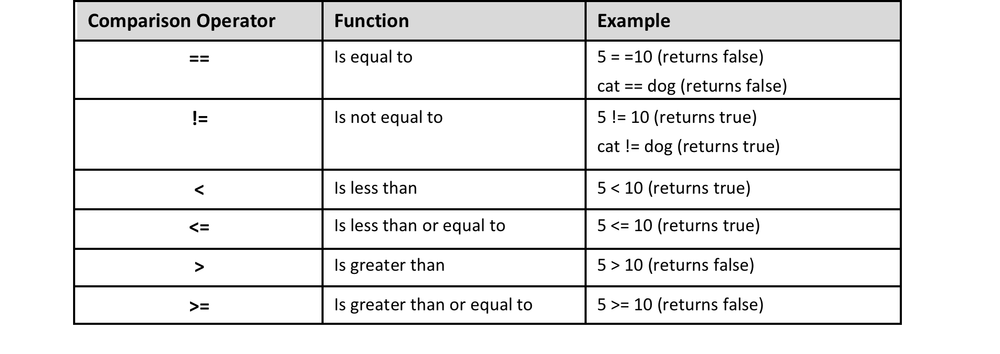 Comparison Operator Function Example
== Is equal to 5 = =10 (returns false)
cat == dog (returns false)
!= Is not equal to 5 != 10 (returns true)
cat != dog (returns true)
< Is less than 5 < 10 (returns true)
<= Is less than or equal to 5 <= 10 (returns true)
> Is greater than 5 > 10 (returns false)
>= Is greater than or equal to 5 >= 10 (returns false)